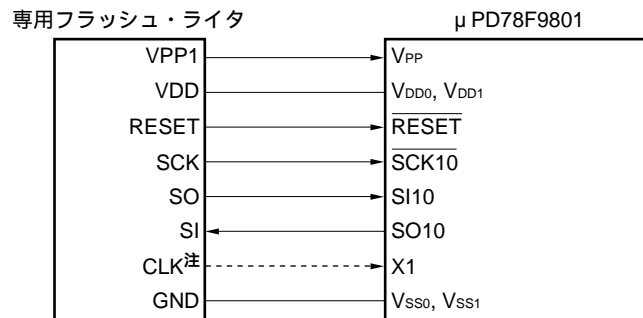 専用フラッシュ・ライタ μPD78F9801
VPP1 VPP
VDD VDD0, VDD1
RESET RESET
SCK SCK10
SO SI10
SI SO10
CLK注 X1
GND VSS0, VSS1